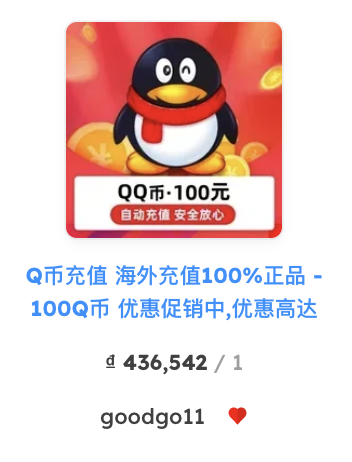 QQ币·100元
自动充值 安全放心
Q币充值 海外充值100%正品 -
100Q币 优惠促销中,优惠高达
₫ 436,542 / 1
goodgo11